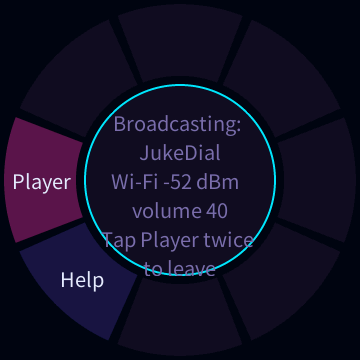 Broadcasting:
JukeDial
Wi-Fi -52 dBm
volume 40
Tap Player twice
to leave
Player
Help